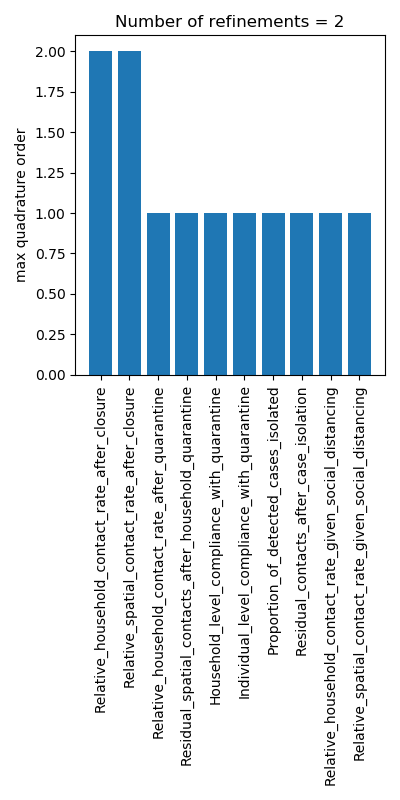 Number of refinements = 2
max quadrature order
2.00
1.75
1.50
1.25
1.00
0.75
0.50
0.25
0.00
Relative_household_contact_rate_after_closure
Relative_spatial_contact_rate_after_closure
Relative_household_contact_rate_after_quarantine
Residual_spatial_contacts_after_household_quarantine
Household_level_compliance_with_quarantine
Individual_level_compliance_with_quarantine
Proportion_of_detected_cases_isolated
Residual_contacts_after_case_isolation
Relative_household_contact_rate_given_social_distancing
Relative_spatial_contact_rate_given_social_distancing